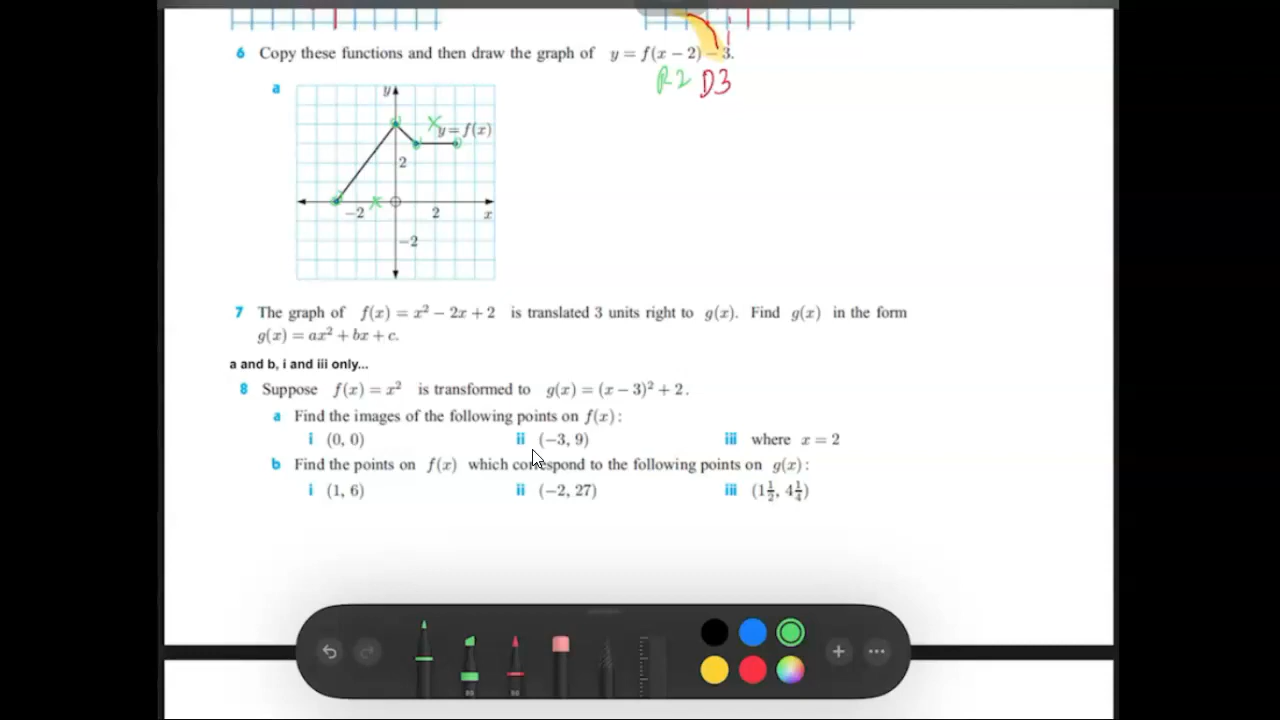 6 Copy these functions and then draw the graph of y = f(x − 2) − 3.
R2 D3
a
y
y = f(x)
2
−2 2 x
−2
7 The graph of f(x) = x² − 2x + 2 is translated 3 units right to g(x). Find g(x) in the form
g(x) = ax² + bx + c.
a and b, i and iii only...
8 Suppose f(x) = x² is transformed to g(x) = (x − 3)² + 2.
a Find the images of the following points on f(x):
i (0, 0) ii (−3, 9) iii where x = 2
b Find the points on f(x) which correspond to the following points on g(x):
i (1, 6) ii (−2, 27) iii (1½, 4¼)